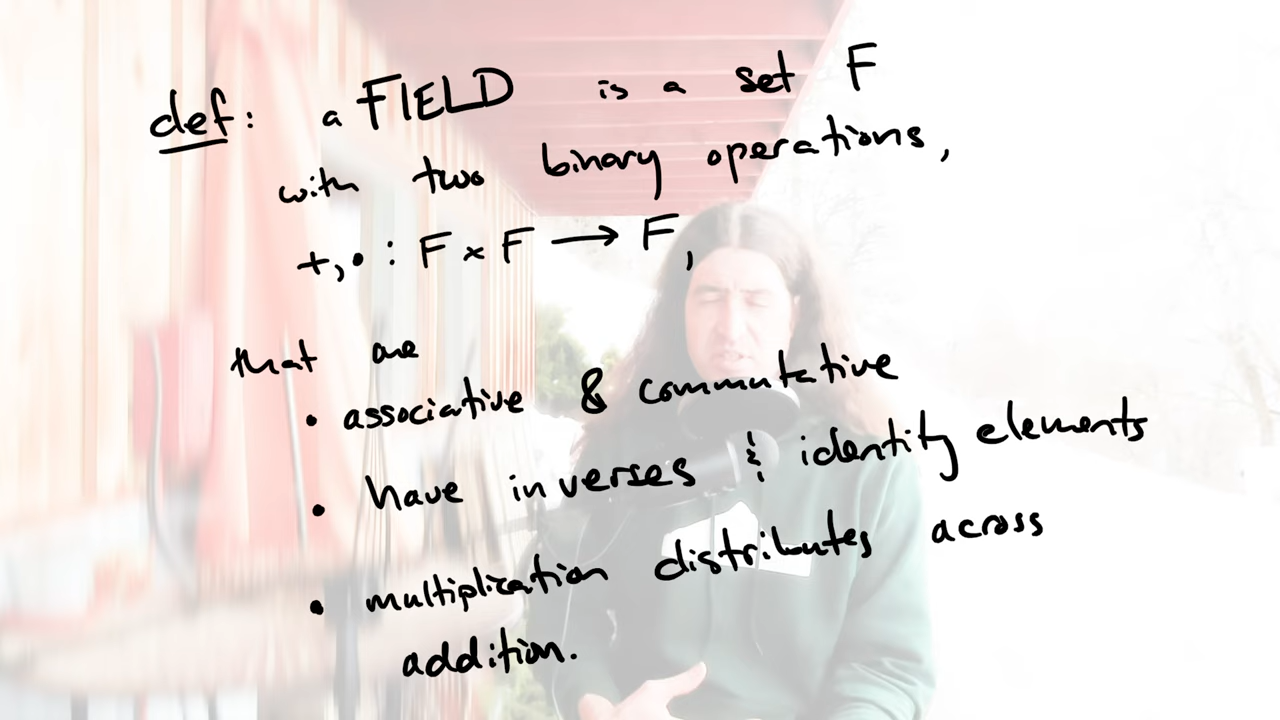 def: a FIELD is a set F
with two binary operations,
+,• : F × F ⟶ F,
that are
• associative & commutative
• have inverses & identity elements
• multiplication distributes across
addition.